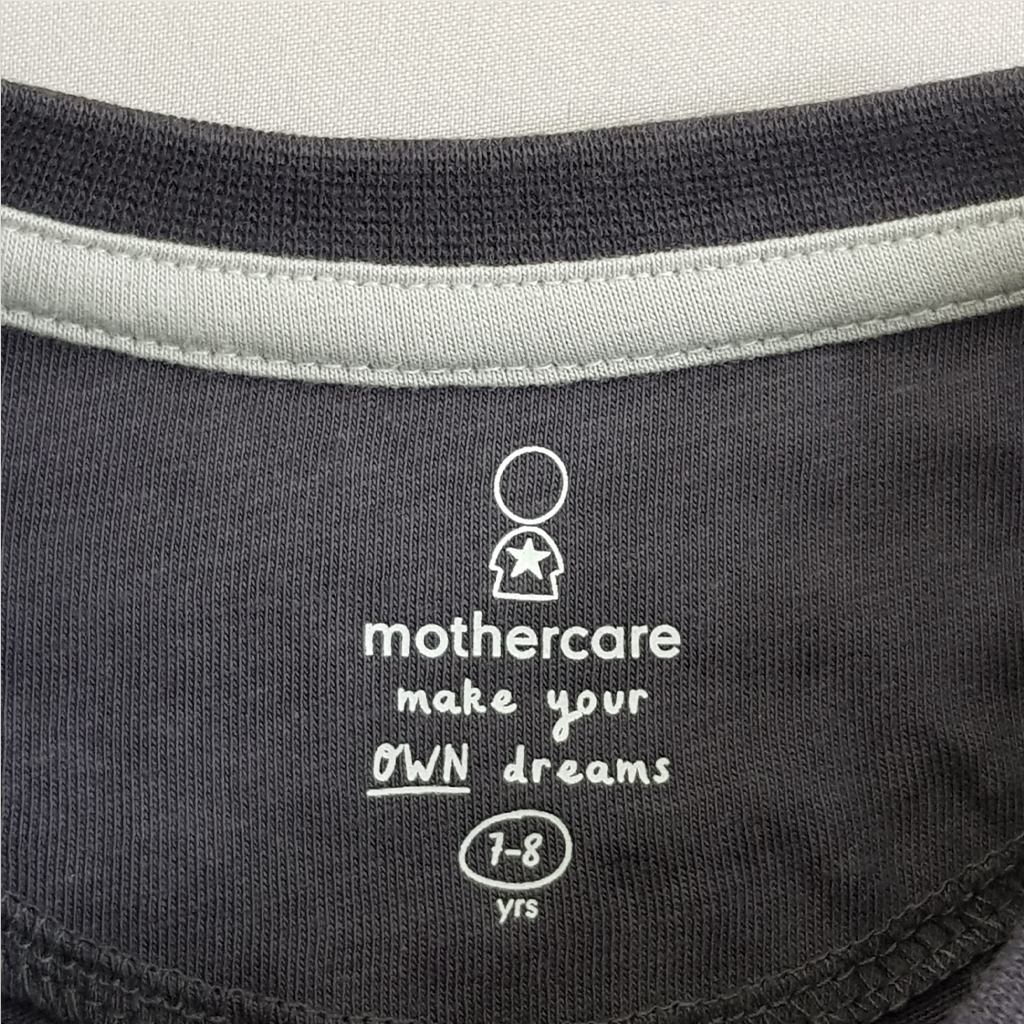 mothercare
make your
OWN dreams
7-8
yrs